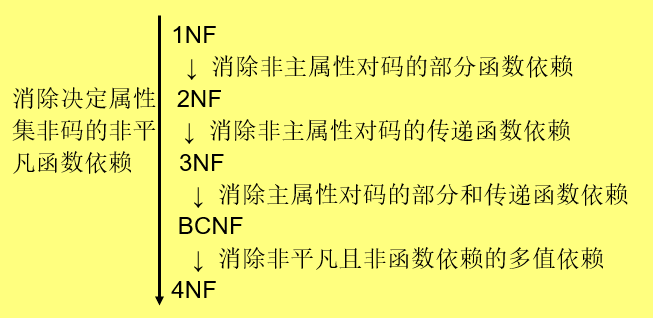 消除决定属性
集非码的非平
凡函数依赖
1NF
↓ 消除非主属性对码的部分函数依赖
2NF
↓ 消除非主属性对码的传递函数依赖
3NF
↓ 消除主属性对码的部分和传递函数依赖
BCNF
↓ 消除非平凡且非函数依赖的多值依赖
4NF